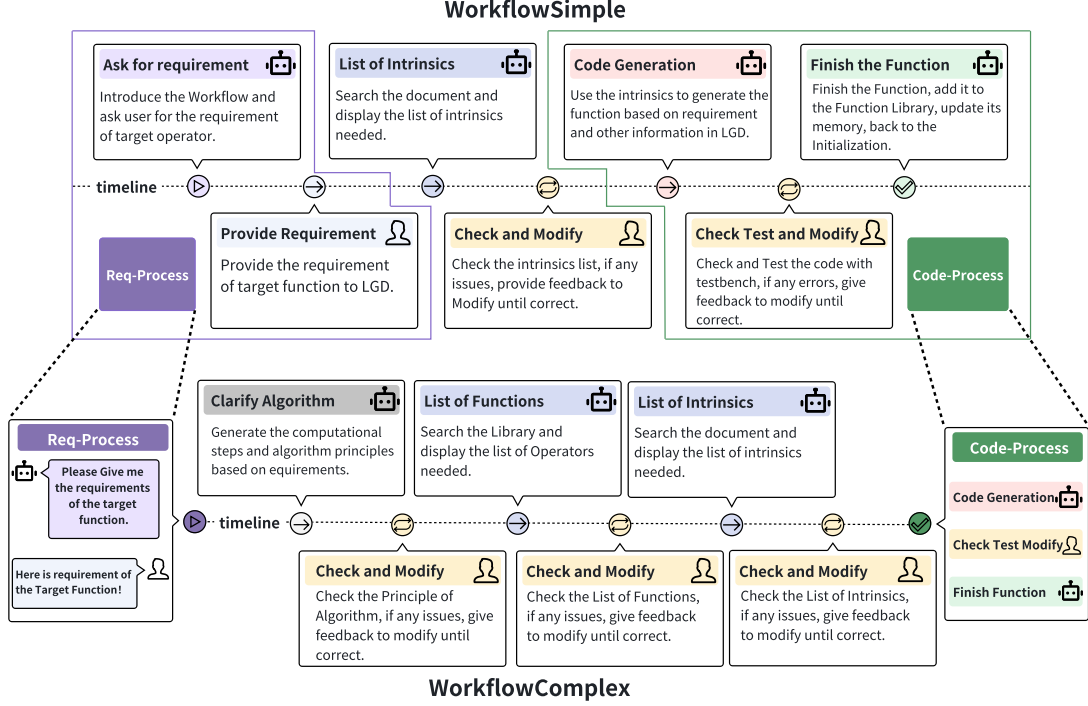 WorkflowSimple
Ask for requirement
Introduce the Workflow and
ask user for the requirement
of target operator.
List of Intrinsics
Search the document and
display the list of intrinsics
needed.
Code Generation
Use the intrinsics to generate the
function based on requirement
and other information in LGD.
Finish the Function
Finish the Function, add it to
the Function Library, update its
memory, back to the
Initialization.
timeline
Req-Process
Provide Requirement
Provide the requirement
of target function to LGD.
Check and Modify
Check the intrinsics list, if any
issues, provide feedback to
Modify until correct.
Check Test and Modify
Check and Test the code with
testbench, if any errors, give
feedback to modify until
correct.
Code-Process
Req-Process
Please Give me
the requirements
of the target
function.
Here is requirement of
the Target Function!
Clarify Algorithm
Generate the computational
steps and algorithm principles
based on equirements.
List of Functions
Search the Library and
display the list of Operators
needed.
List of Intrinsics
Search the document and
display the list of intrinsics
needed.
timeline
Check and Modify
Check the Principle of
Algorithm, if any issues, give
feedback to modify until
correct.
Check and Modify
Check the List of Functions,
if any issues, give feedback
to modify until correct.
Check and Modify
Check the List of Intrinsics,
if any issues, give feedback
to modify until correct.
Code-Process
Code Generation
Check Test Modify
Finish Function
WorkflowComplex